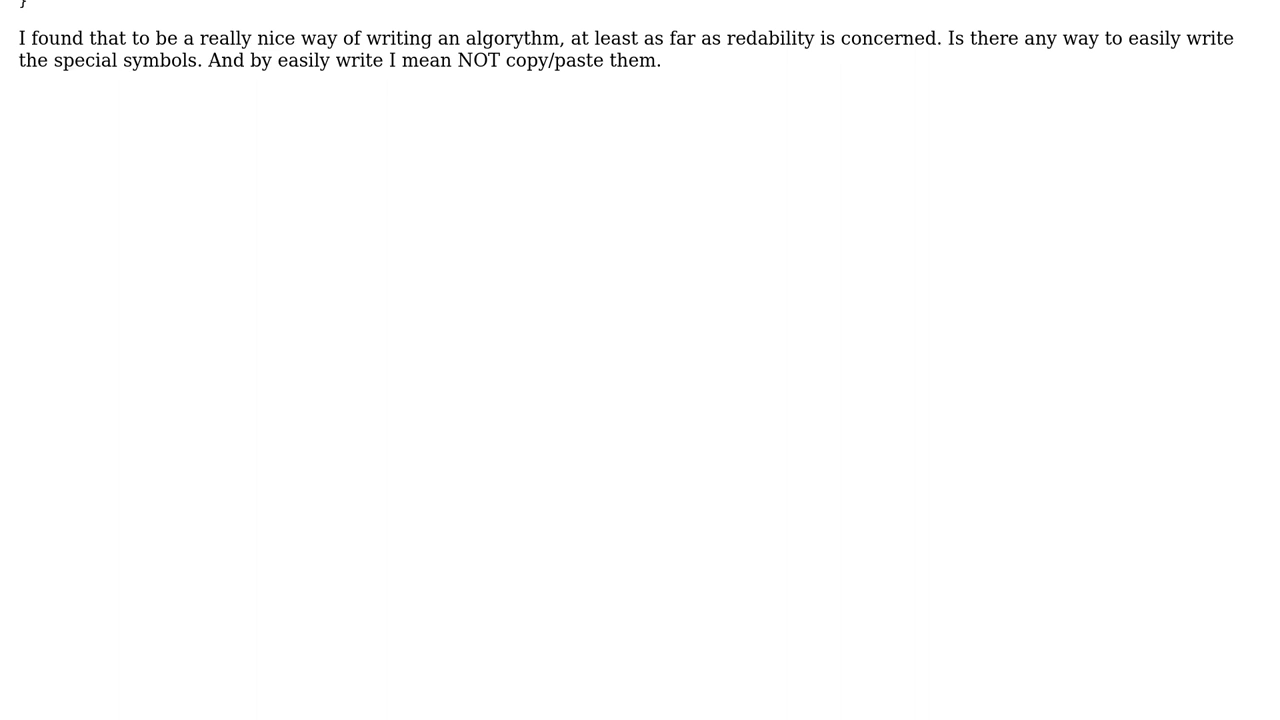 }
I found that to be a really nice way of writing an algorythm, at least as far as redability is concerned. Is there any way to easily write
the special symbols. And by easily write I mean NOT copy/paste them.